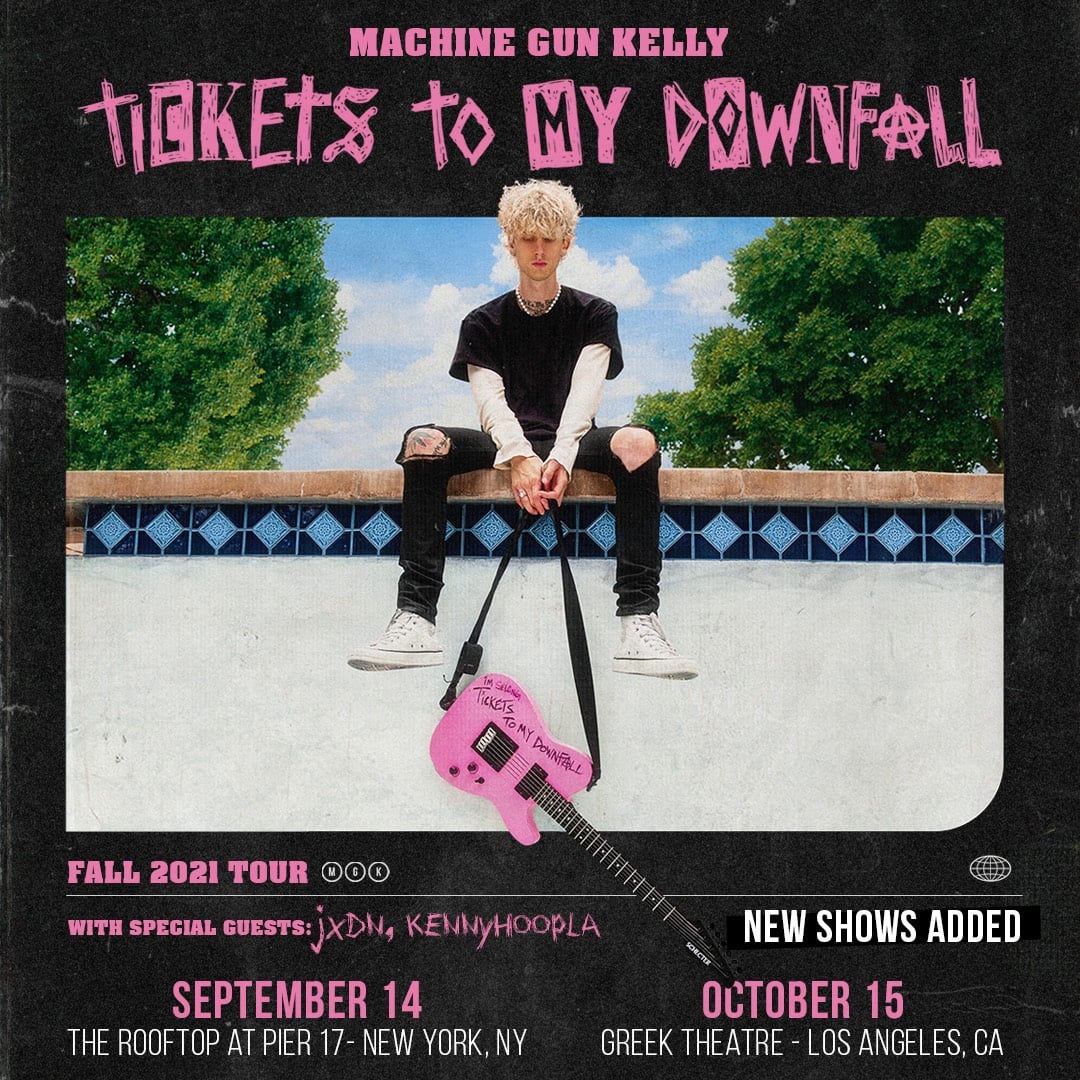 MACHINE GUN KELLY
TICKETS TO MY DOWNFALL
I'M SELLING
TICKETS
TO MY DOWNFALL
FALL 2021 TOUR M G K
WITH SPECIAL GUESTS: jxdn, KENNYHOOPLA
NEW SHOWS ADDED
SCHECTER
SEPTEMBER 14
THE ROOFTOP AT PIER 17- NEW YORK, NY
OCTOBER 15
GREEK THEATRE - LOS ANGELES, CA